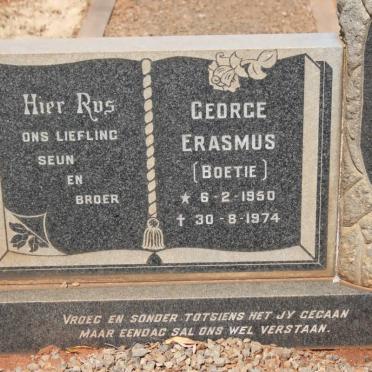 Hier Rus
ONS LIEFLING
SEUN
EN
BROER
GEORGE
ERASMUS
(BOETIE)
★ 6-2-1950
✝ 30-8-1974
VROEG EN SONDER TOTSIENS HET JY GEGAAN
MAAR EENDAG SAL ONS WEL VERSTAAN.